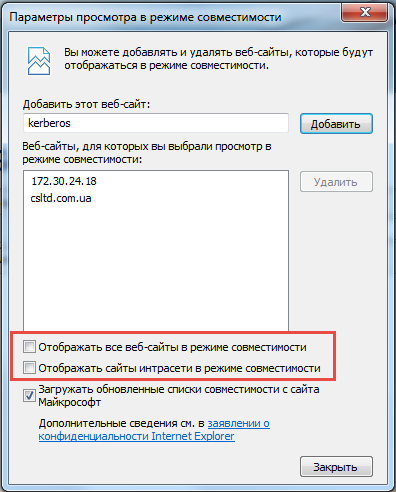 Параметры просмотра в режиме совместимости
Вы можете добавлять и удалять веб-сайты, которые будут
отображаться в режиме совместимости.
Добавить этот веб-сайт:
kerberos
Добавить
Веб-сайты, для которых вы выбрали просмотр в
режиме совместимости:
172.30.24.18
csltd.com.ua
Удалить
Отображать все веб-сайты в режиме совместимости
Отображать сайты интрасети в режиме совместимости
Загружать обновленные списки совместимости с сайта
Майкрософт
Дополнительные сведения см. в заявлении о
конфиденциальности Internet Explorer
Закрыть